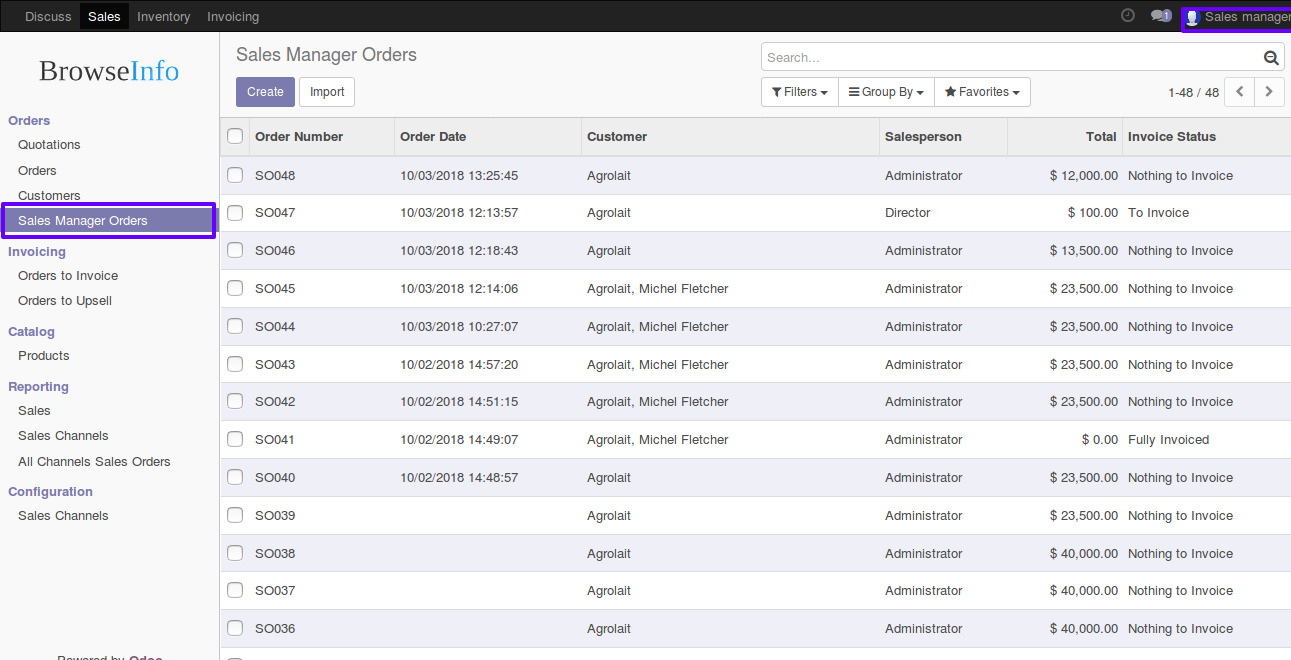 Discuss Sales Inventory Invoicing 1 Sales manager
BrowseInfo
Orders
Quotations
Orders
Customers
Sales Manager Orders
Invoicing
Orders to Invoice
Orders to Upsell
Catalog
Products
Reporting
Sales
Sales Channels
All Channels Sales Orders
Configuration
Sales Channels
Powered by Odoo
Sales Manager Orders
Search...
Create Import
Filters Group By Favorites 1-48 / 48
Order Number Order Date Customer Salesperson Total Invoice Status
SO048 10/03/2018 13:25:45 Agrolait Administrator $ 12,000.00 Nothing to Invoice
SO047 10/03/2018 12:13:57 Agrolait Director $ 100.00 To Invoice
SO046 10/03/2018 12:18:43 Agrolait Administrator $ 13,500.00 Nothing to Invoice
SO045 10/03/2018 12:14:06 Agrolait, Michel Fletcher Administrator $ 23,500.00 Nothing to Invoice
SO044 10/03/2018 10:27:07 Agrolait, Michel Fletcher Administrator $ 23,500.00 Nothing to Invoice
SO043 10/02/2018 14:57:20 Agrolait, Michel Fletcher Administrator $ 23,500.00 Nothing to Invoice
SO042 10/02/2018 14:51:15 Agrolait, Michel Fletcher Administrator $ 23,500.00 Nothing to Invoice
SO041 10/02/2018 14:49:07 Agrolait, Michel Fletcher Administrator $ 0.00 Fully Invoiced
SO040 10/02/2018 14:48:57 Agrolait Administrator $ 23,500.00 Nothing to Invoice
SO039 Agrolait Administrator $ 23,500.00 Nothing to Invoice
SO038 Agrolait Administrator $ 40,000.00 Nothing to Invoice
SO037 Agrolait Administrator $ 40,000.00 Nothing to Invoice
SO036 Agrolait Administrator $ 40,000.00 Nothing to Invoice